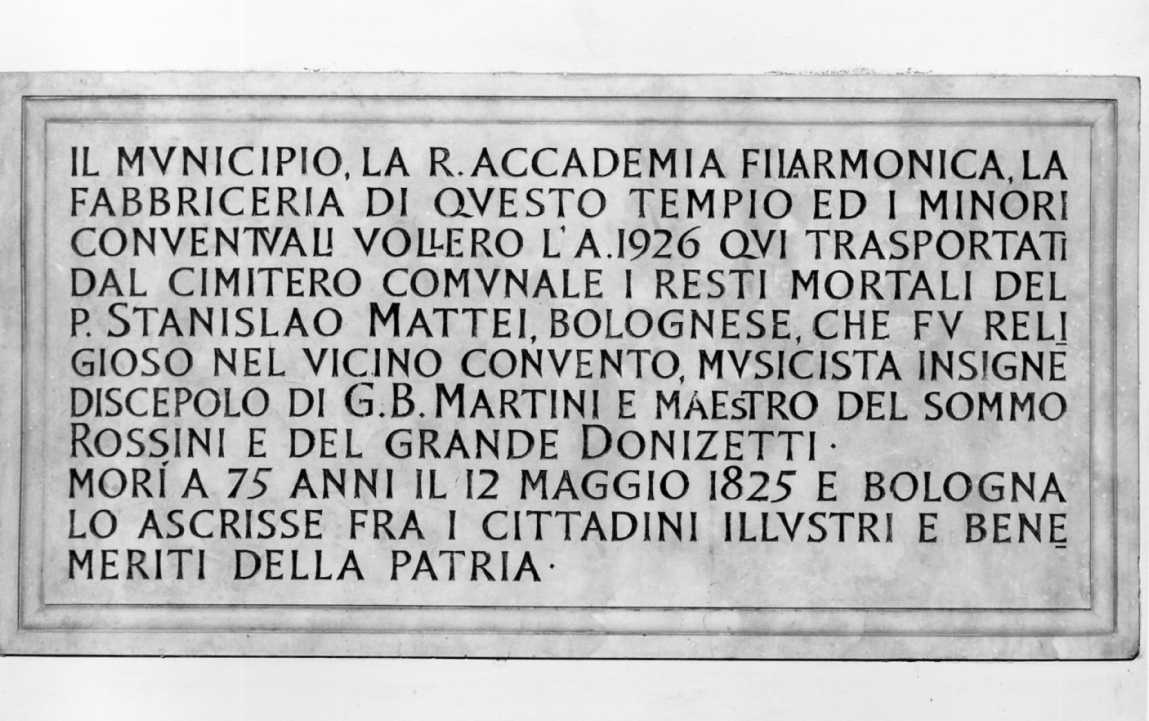 IL MVNICIPIO, LA R. ACCADEMIA FILARMONICA, LA
FABBRICERIA DI QVESTO TEMPIO ED I MINORI
CONVENTVALI VOLLERO L'A. 1926 QVI TRASPORTATI
DAL CIMITERO COMVNALE I RESTI MORTALI DEL
P. STANISLAO MATTEI, BOLOGNESE, CHE FV RELI
GIOSO NEL VICINO CONVENTO, MVSICISTA INSIGNE
DISCEPOLO DI G.B. MARTINI E MAESTRO DEL SOMMO
ROSSINI E DEL GRANDE DONIZETTI ·
MORÍ A 75 ANNI IL 12 MAGGIO 1825 E BOLOGNA
LO ASCRISSE FRA I CITTADINI ILLVSTRI E BENE
MERITI DELLA PATRIA ·